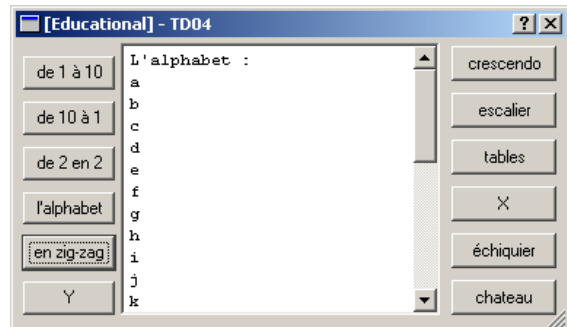 [Educational] - TD04
de 1 à 10
de 10 à 1
de 2 en 2
l'alphabet
en zig-zag
Y
L'alphabet :
a
b
c
d
e
f
g
h
i
j
k
crescendo
escalier
tables
X
échiquier
chateau